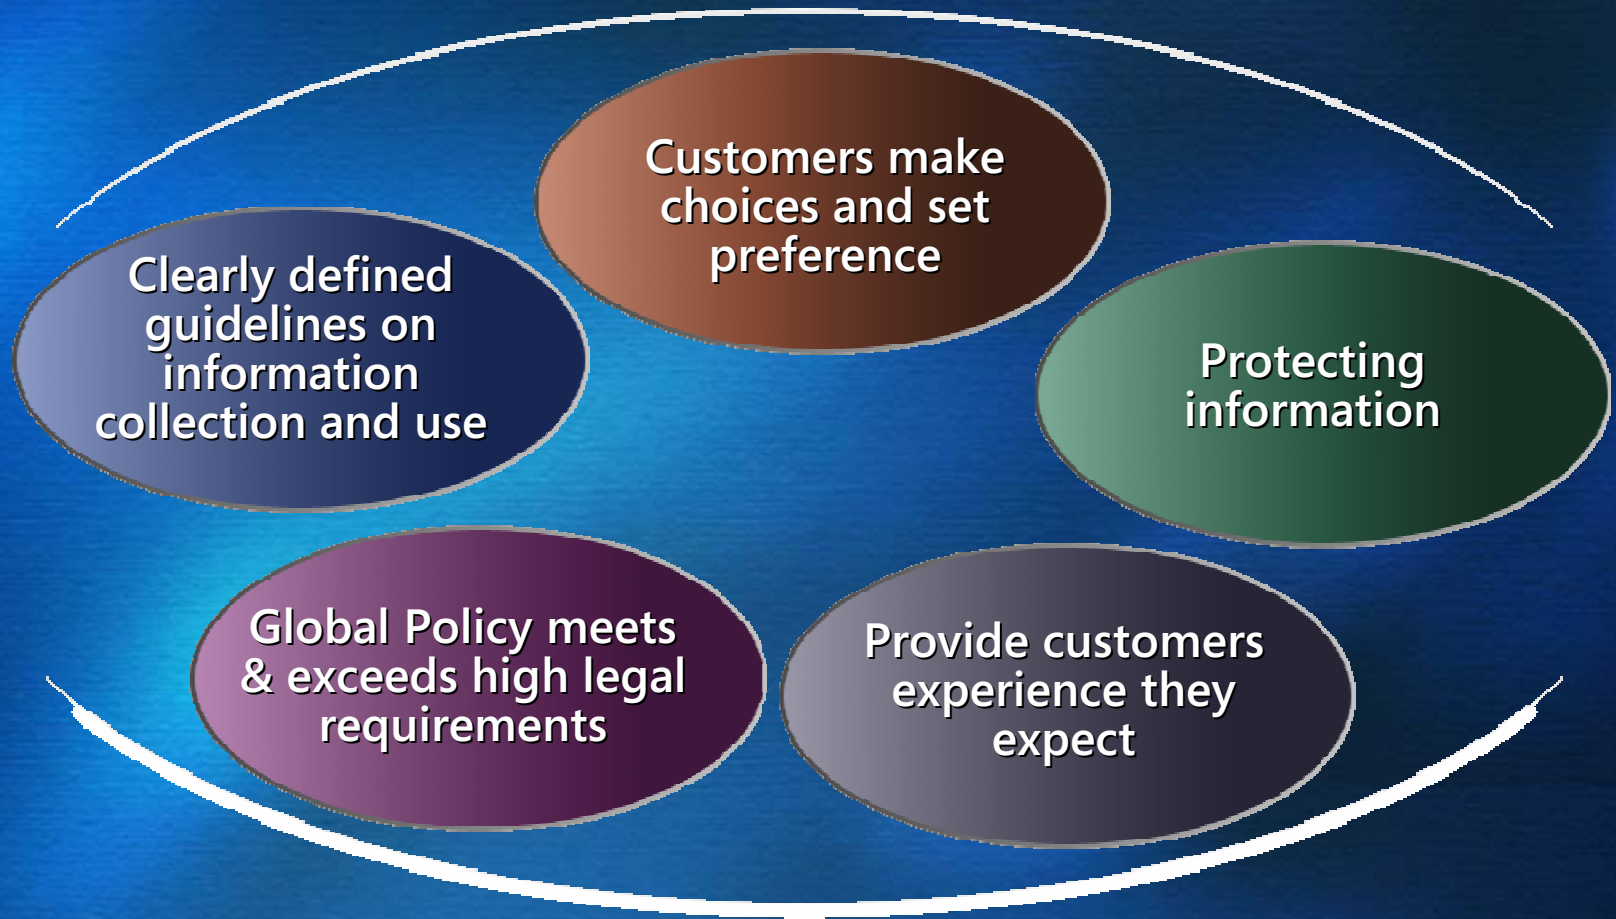 Customers make
choices and set
preference
Clearly defined
guidelines on
information
collection and use
Protecting
information
Global Policy meets
& exceeds high legal
requirements
Provide customers
experience they
expect